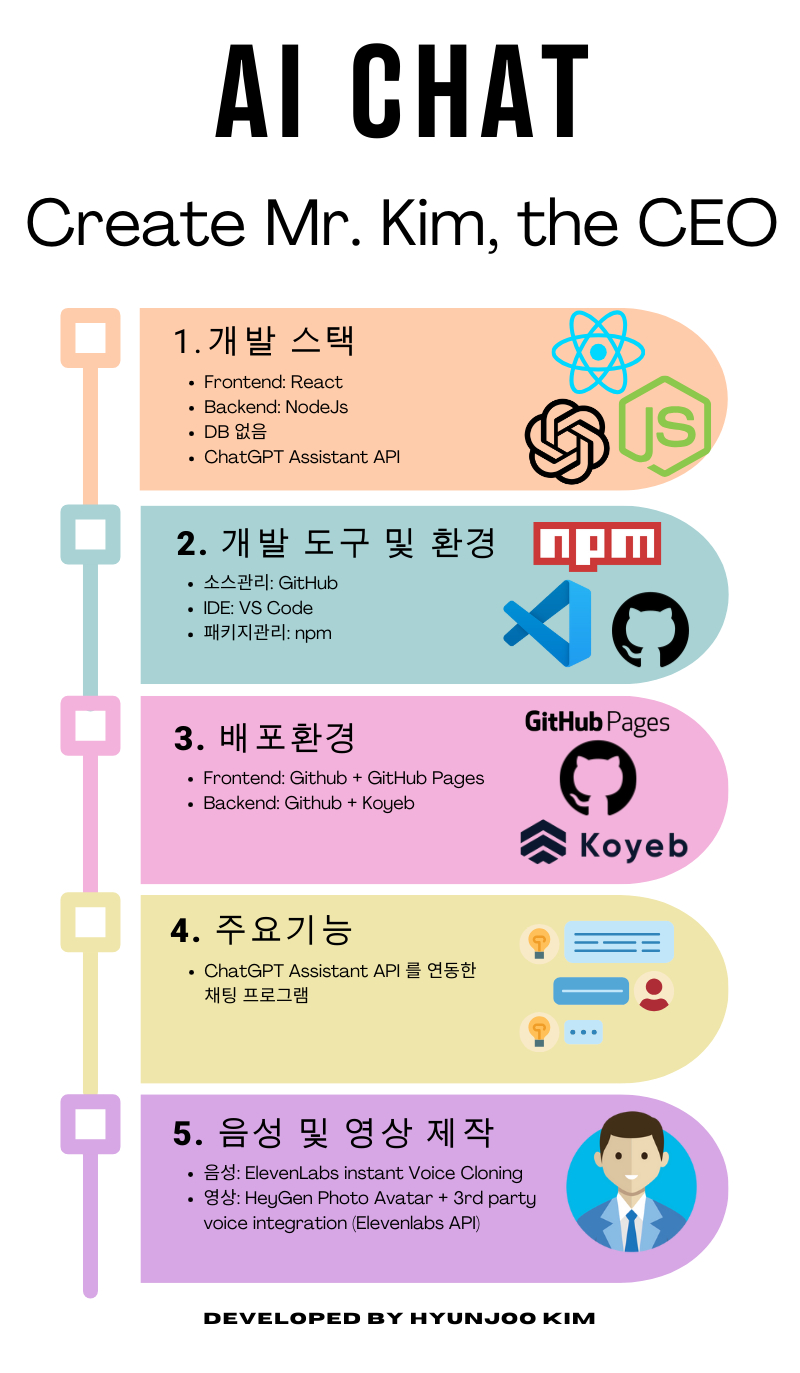 AI CHAT
Create Mr. Kim, the CEO
1.개발 스택
• Frontend: React
• Backend: NodeJs
• DB 없음
• ChatGPT Assistant API
JS
2. 개발 도구 및 환경
• 소스관리: GitHub
• IDE: VS Code
• 패키지관리: npm
npm
3. 배포환경
• Frontend: Github + GitHub Pages
• Backend: Github + Koyeb
GitHub Pages
Koyeb
4. 주요기능
• ChatGPT Assistant API 를 연동한
채팅 프로그램
5. 음성 및 영상 제작
• 음성: ElevenLabs instant Voice Cloning
• 영상: HeyGen Photo Avatar + 3rd party
voice integration (Elevenlabs API)
DEVELOPED BY HYUNJOO KIM